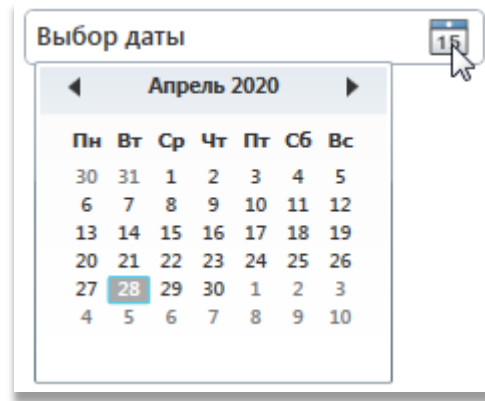 Выбор даты
15
Апрель 2020
Пн Вт Ср Чт Пт Сб Вс
30 31 1 2 3 4 5
6 7 8 9 10 11 12
13 14 15 16 17 18 19
20 21 22 23 24 25 26
27 28 29 30 1 2 3
4 5 6 7 8 9 10